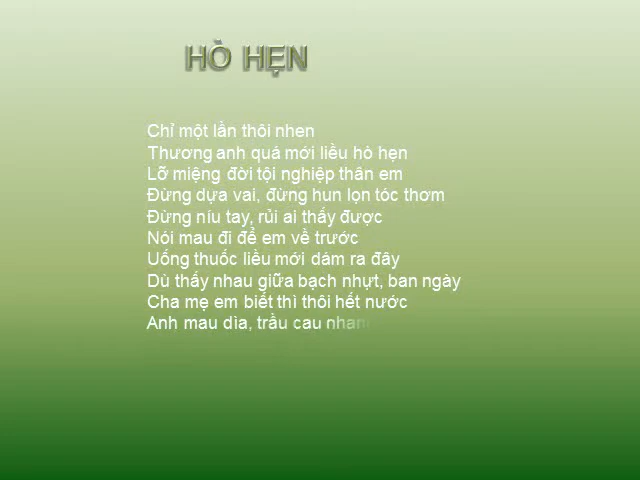 HÒ HẸN
Chỉ một lần thôi nhen
Thương anh quá mới liều hò hẹn
Lỡ miệng đời tội nghiệp thân em
Đừng dựa vai, đừng hun lọn tóc thơm
Đừng níu tay, rủi ai thấy được
Nói mau đi để em về trước
Uống thuốc liều mới dám ra đây
Dù thấy nhau giữa bạch nhựt, ban ngày
Cha mẹ em biết thì thôi hết nước
Anh mau dìa, trầu cau nhang